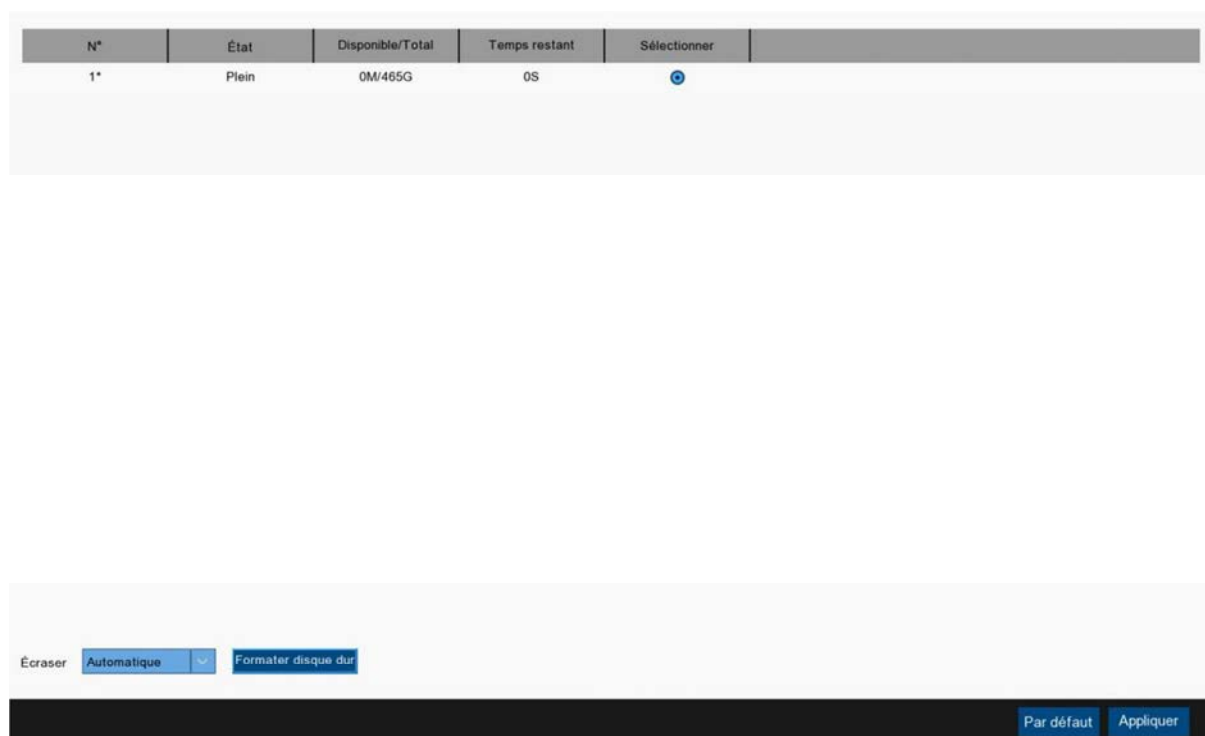 N° État Disponible/Total Temps restant Sélectionner
1* Plein 0M/465G 0S
Écraser Automatique Formater disque dur
Par défaut Appliquer